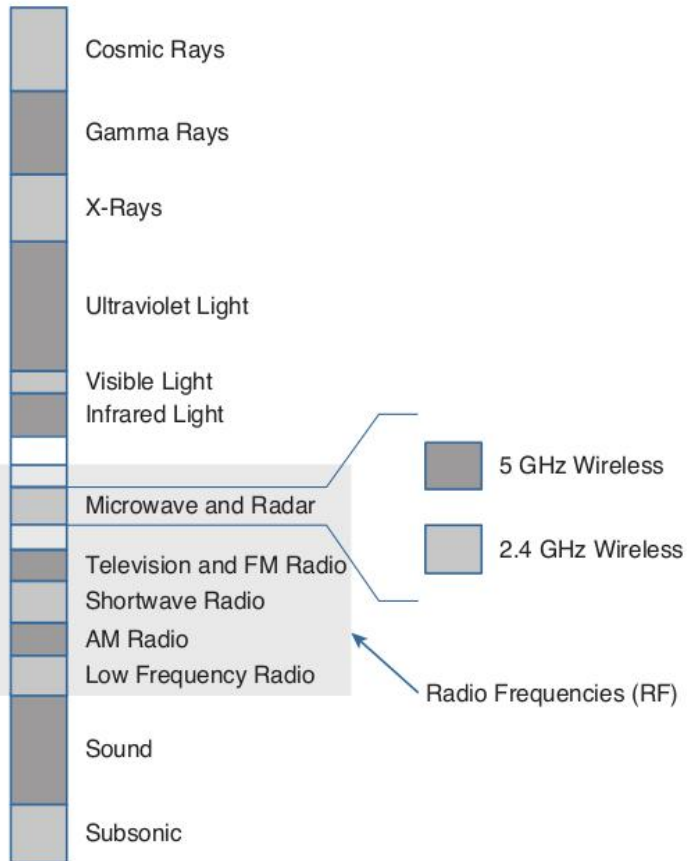 Cosmic Rays
Gamma Rays
X-Rays
Ultraviolet Light
Visible Light
Infrared Light
5 GHz Wireless
Microwave and Radar
2.4 GHz Wireless
Television and FM Radio
Shortwave Radio
AM Radio
Low Frequency Radio
Radio Frequencies (RF)
Sound
Subsonic